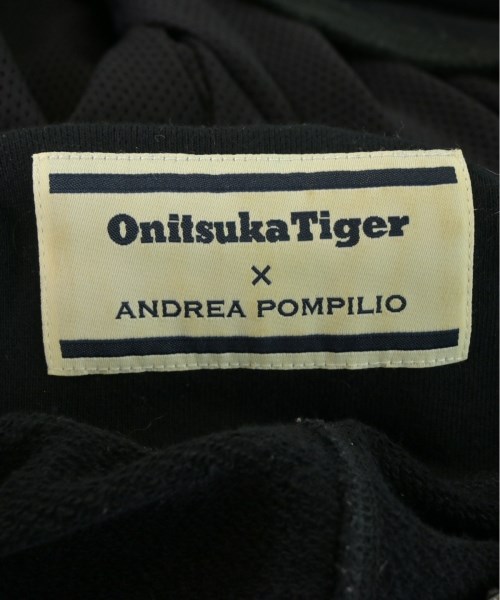 OnitsukaTiger
×
ANDREA POMPILIO